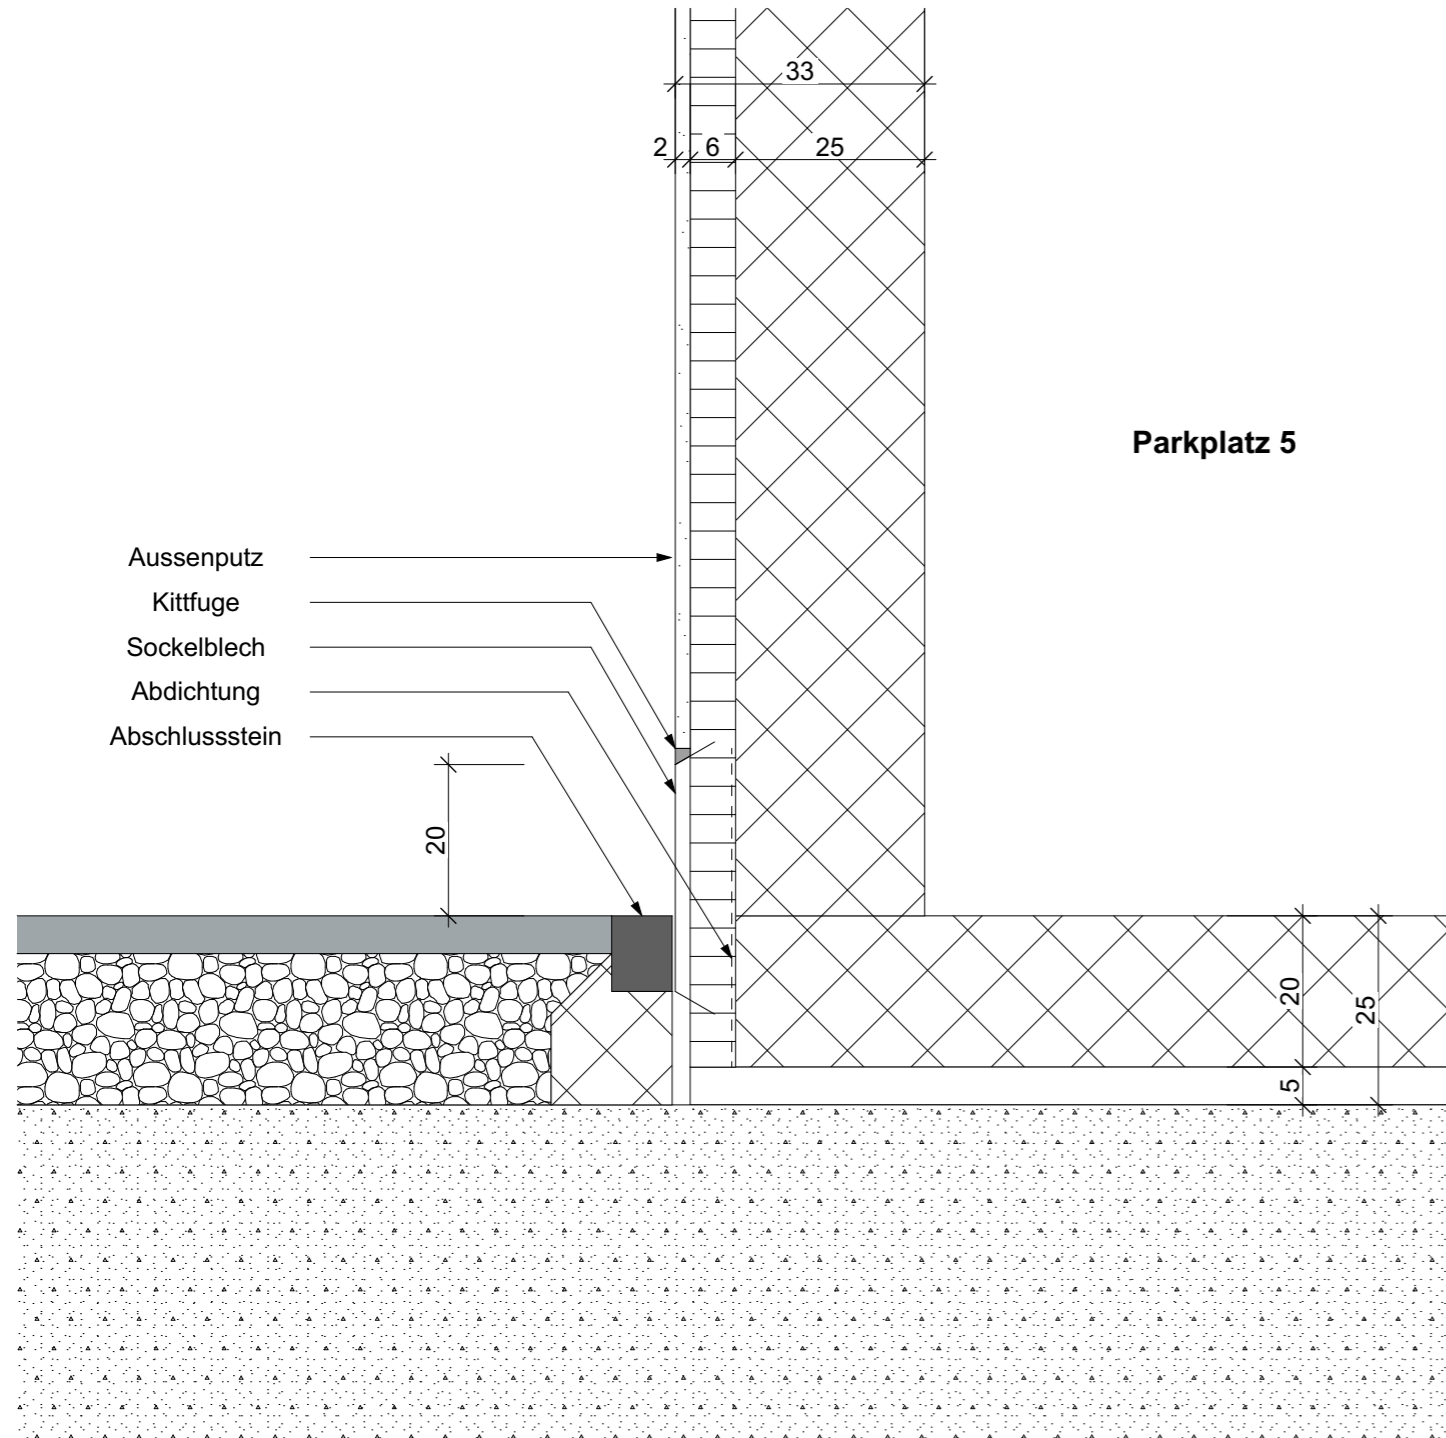 33
2 6 25
Parkplatz 5
Aussenputz
Kittfuge
Sockelblech
Abdichtung
Abschlussstein
20
20
25
5